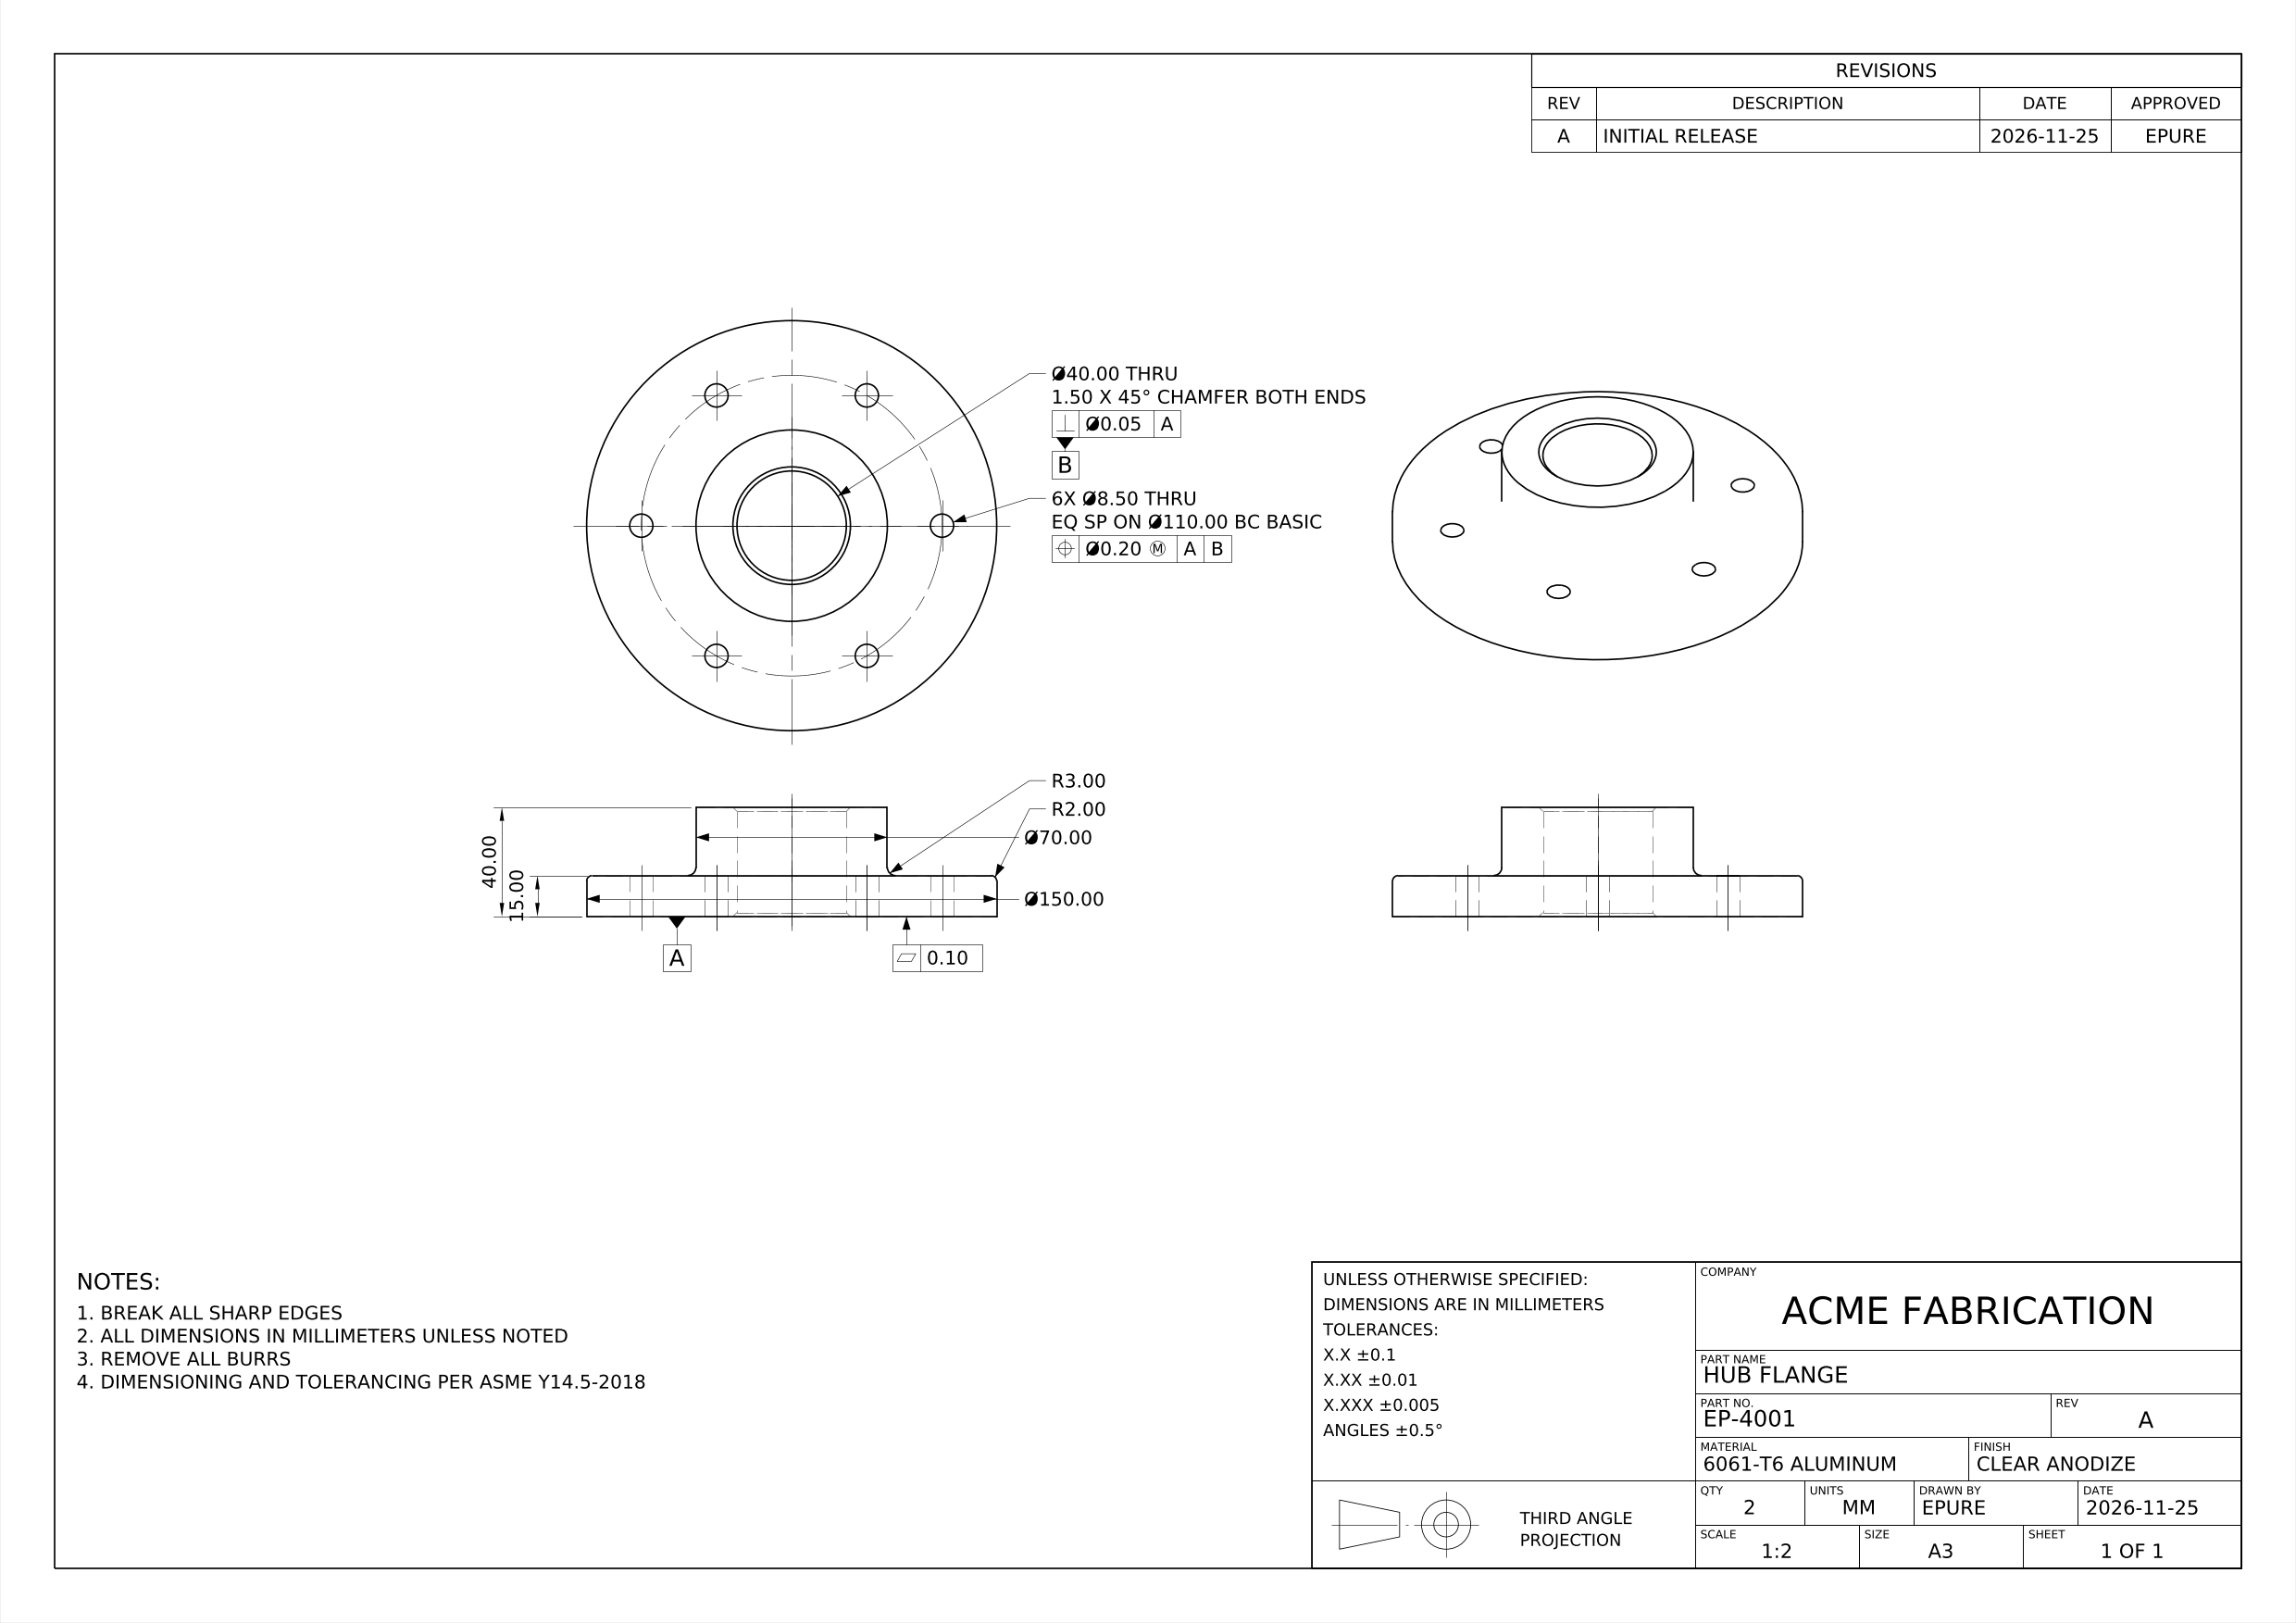 REVISIONS
REV DESCRIPTION DATE APPROVED
A INITIAL RELEASE 2026-11-25 EPURE
Ø40.00 THRU
1.50 X 45° CHAMFER BOTH ENDS
⟂ Ø0.05 A
B
6X Ø8.50 THRU
EQ SP ON Ø110.00 BC BASIC
⌖ Ø0.20 Ⓜ A B
R3.00
R2.00
Ø70.00
40.00
15.00
Ø150.00
A
⏥ 0.10
NOTES:
1. BREAK ALL SHARP EDGES
2. ALL DIMENSIONS IN MILLIMETERS UNLESS NOTED
3. REMOVE ALL BURRS
4. DIMENSIONING AND TOLERANCING PER ASME Y14.5-2018
UNLESS OTHERWISE SPECIFIED:
DIMENSIONS ARE IN MILLIMETERS
TOLERANCES:
X.X ±0.1
X.XX ±0.01
X.XXX ±0.005
ANGLES ±0.5°
THIRD ANGLE
PROJECTION
COMPANY
ACME FABRICATION
PART NAME
HUB FLANGE
PART NO.
EP-4001
REV
A
MATERIAL
6061-T6 ALUMINUM
FINISH
CLEAR ANODIZE
QTY
2
UNITS
MM
DRAWN BY
EPURE
DATE
2026-11-25
SCALE
1:2
SIZE
A3
SHEET
1 OF 1